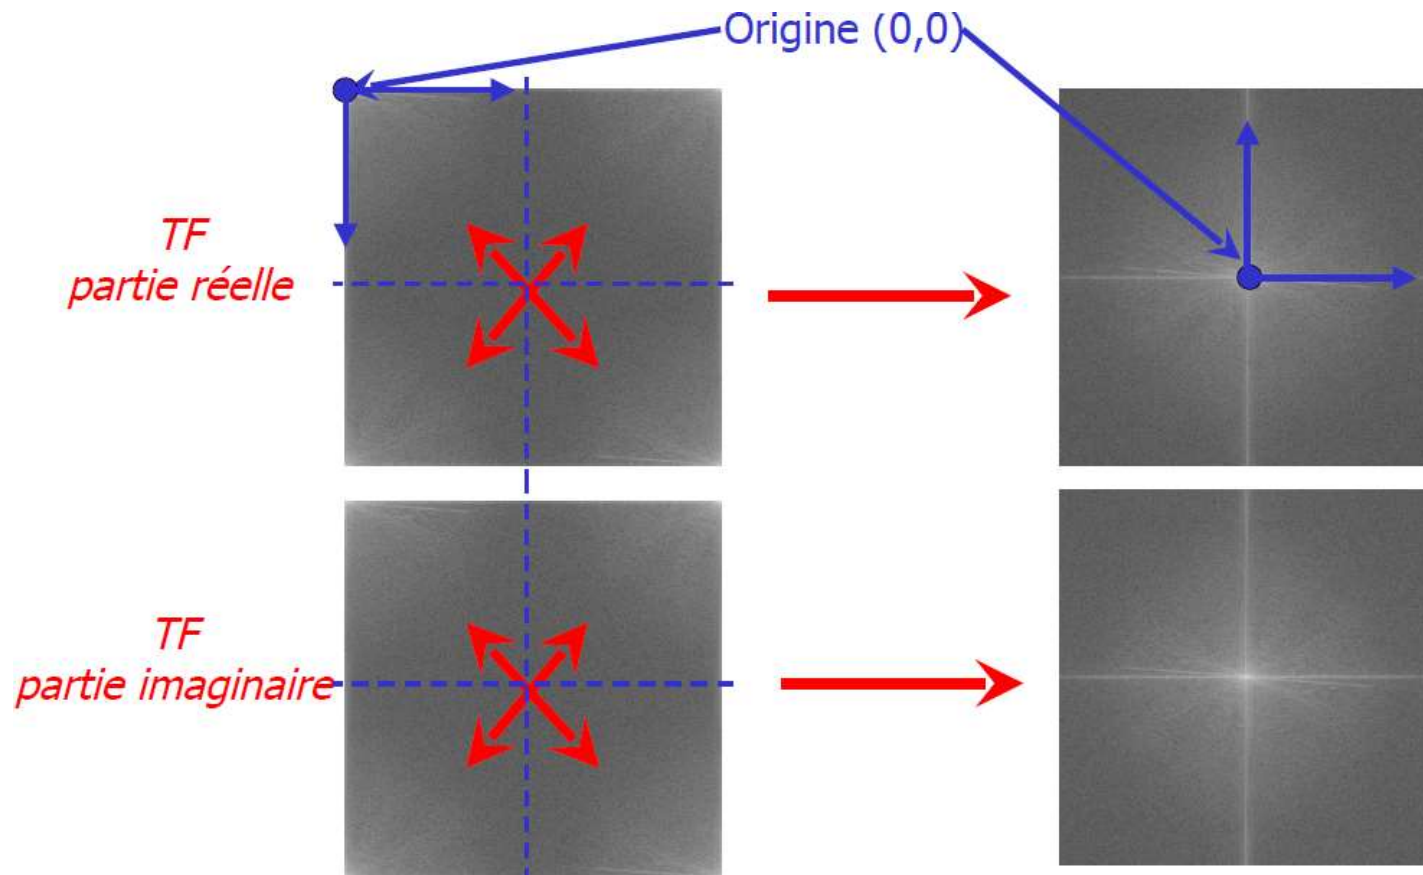 Origine (0,0)
TF
partie réelle
TF
partie imaginaire